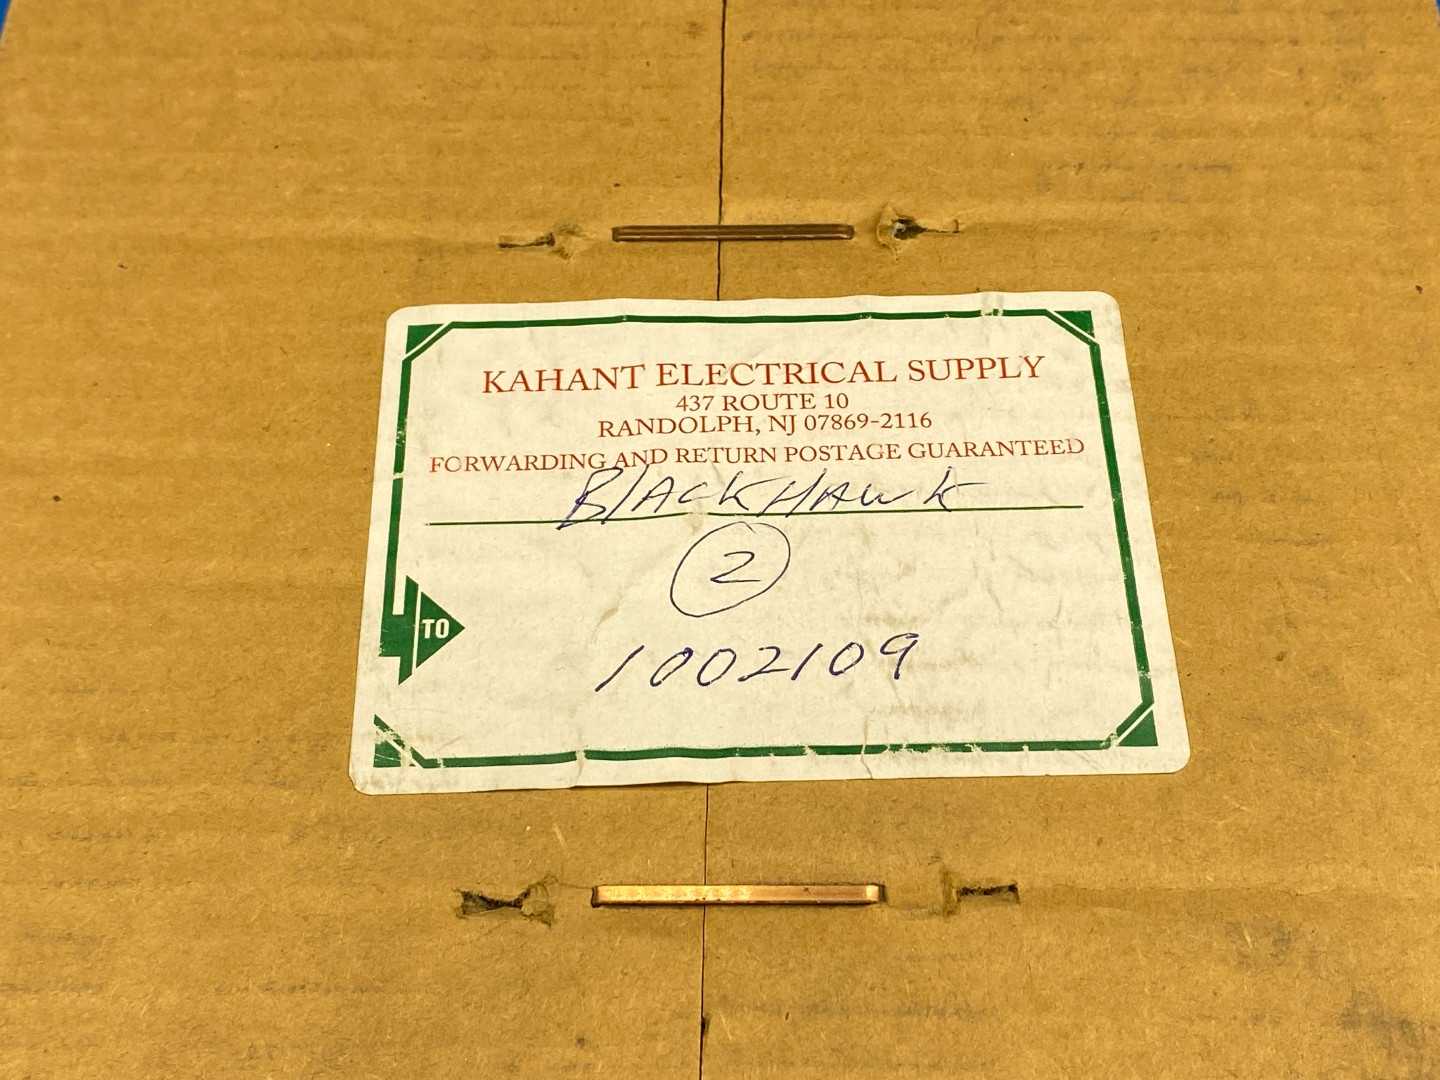 KAHANT ELECTRICAL SUPPLY
437 ROUTE 10
RANDOLPH, NJ 07869-2116
FORWARDING AND RETURN POSTAGE GUARANTEED
BlACKHAWK
2
TO
1002109